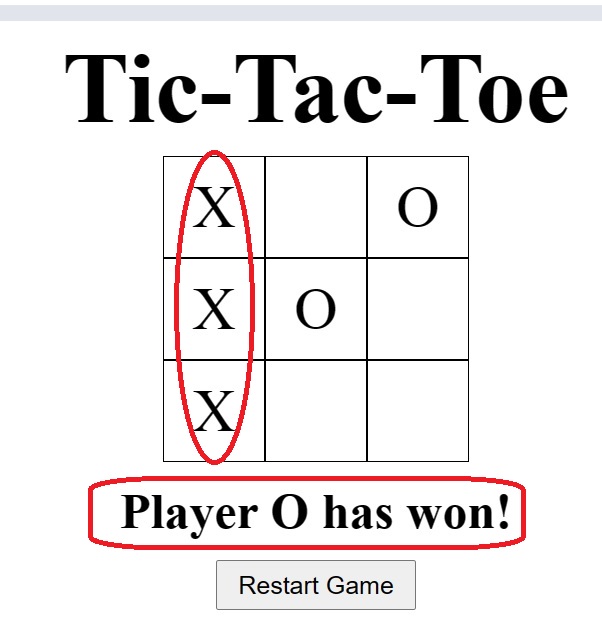 Tic-Tac-Toe
X O
X O
X
Player O has won!
Restart Game